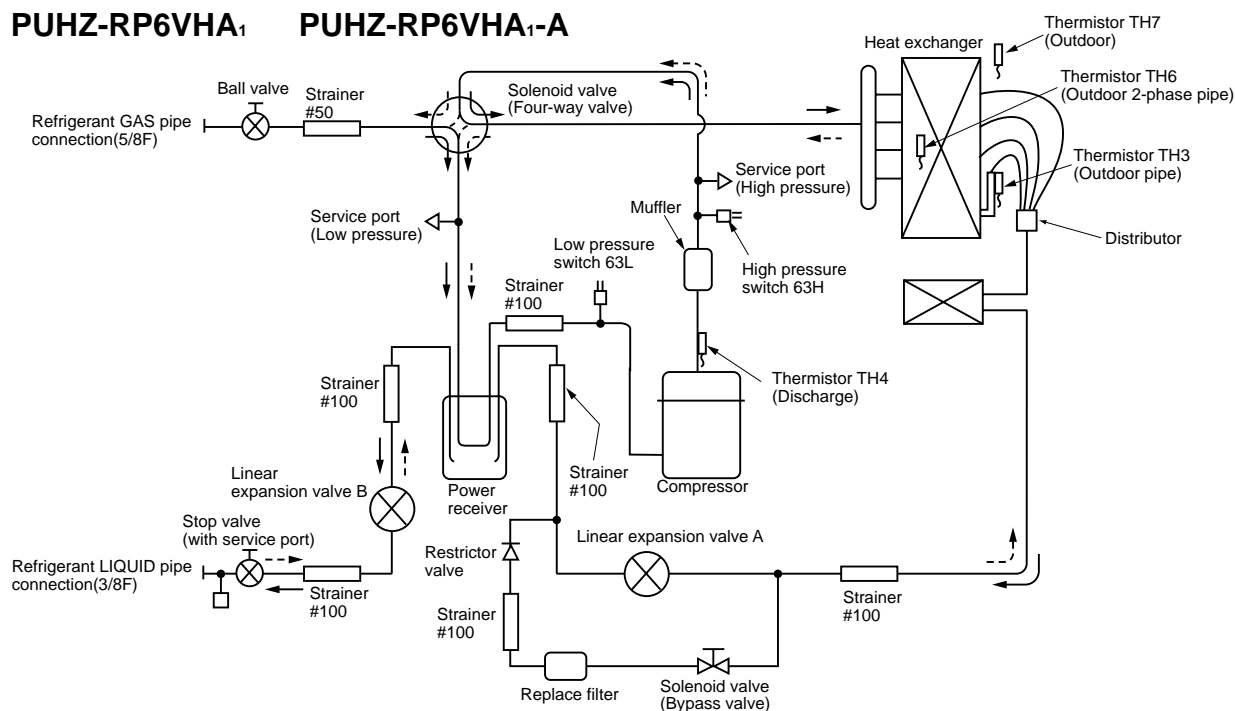 PUHZ-RP6VHA1 PUHZ-RP6VHA1-A
Thermistor TH7
(Outdoor)
Heat exchanger
Ball valve
Strainer
#50
Solenoid valve
(Four-way valve)
Thermistor TH6
(Outdoor 2-phase pipe)
Refrigerant GAS pipe
connection(5/8F)
Thermistor TH3
(Outdoor pipe)
Service port
(High pressure)
Service port
(Low pressure)
Muffler
Distributor
Low pressure
switch 63L
High pressure
switch 63H
Strainer
#100
Strainer
#100
Thermistor TH4
(Discharge)
Strainer
#100
Linear
expansion valve B
Power
receiver
Compressor
Stop valve
(with service port)
Refrigerant LIQUID pipe
connection(3/8F)
Strainer
#100
Restrictor
valve
Linear expansion valve A
Strainer
#100
Strainer
#100
Replace filter
Solenoid valve
(Bypass valve)